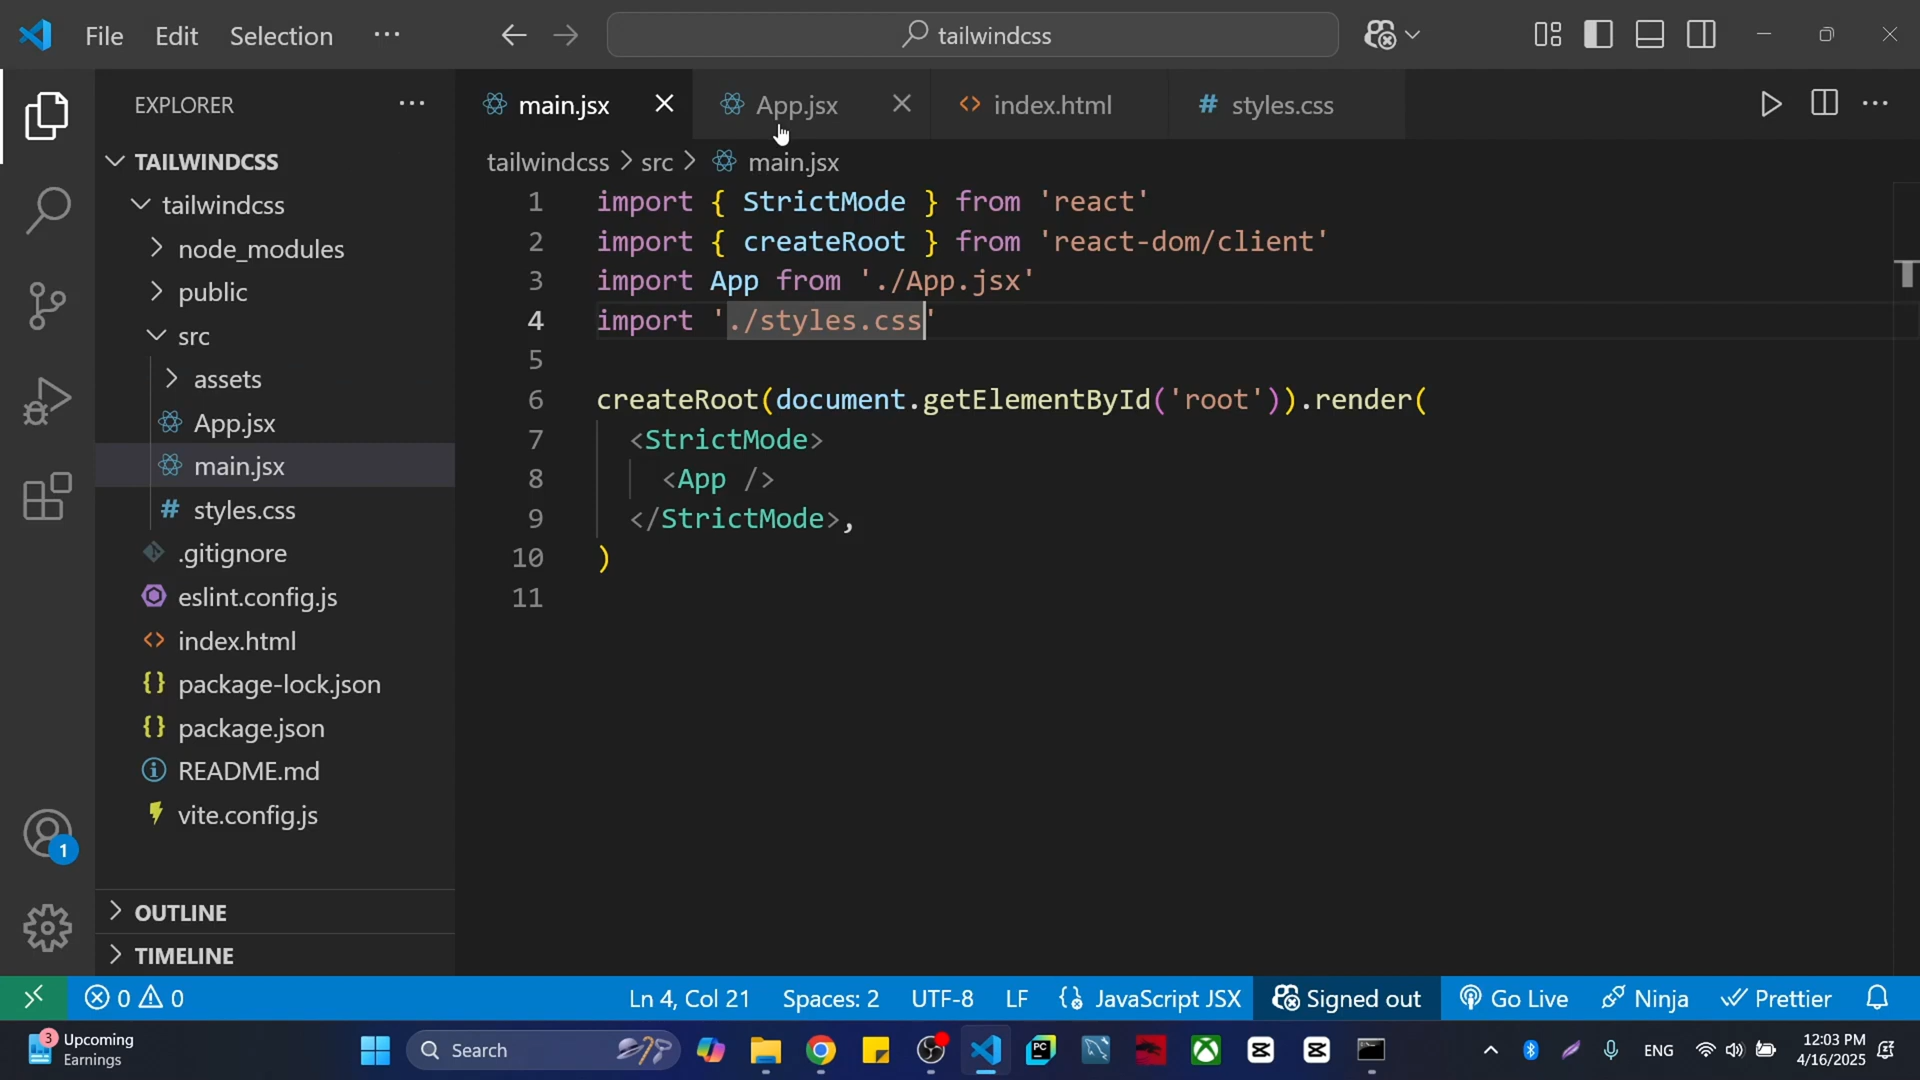 File Edit Selection ··· tailwindcss
EXPLORER ···
TAILWINDCSS
tailwindcss
node_modules
public
src
assets
App.jsx
main.jsx
# styles.css
.gitignore
eslint.config.js
<> index.html
{} package-lock.json
{} package.json
README.md
vite.config.js
OUTLINE
TIMELINE
1
main.jsx App.jsx <> index.html # styles.css ···
tailwindcss > src > main.jsx
1 import { StrictMode } from 'react'
2 import { createRoot } from 'react-dom/client'
3 import App from './App.jsx'
4 import './styles.css'
5
6 createRoot(document.getElementById('root')).render(
7 <StrictMode>
8 <App />
9 </StrictMode>,
10 )
11
0 0 Ln 4, Col 21 Spaces: 2 UTF-8 LF JavaScript JSX Signed out Go Live Ninja Prettier
3 Upcoming
Earnings
Search
PC
ENG
12:03 PM
4/16/2025